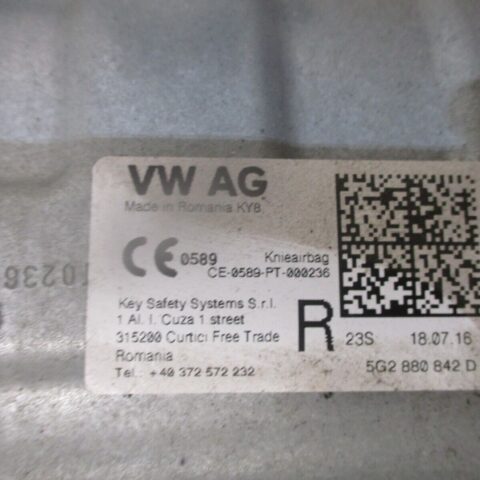 VW AG
Made in Romania KY8
CE 0589 Knieairbag
CE-0589-PT-000236
Key Safety Systems S.r.l.
1 Al. I. Cuza 1 street
315200 Curtici Free Trade
Romania
Tel.: +40 372 572 232
R 23S 18.07.16
5G2 880 842 D